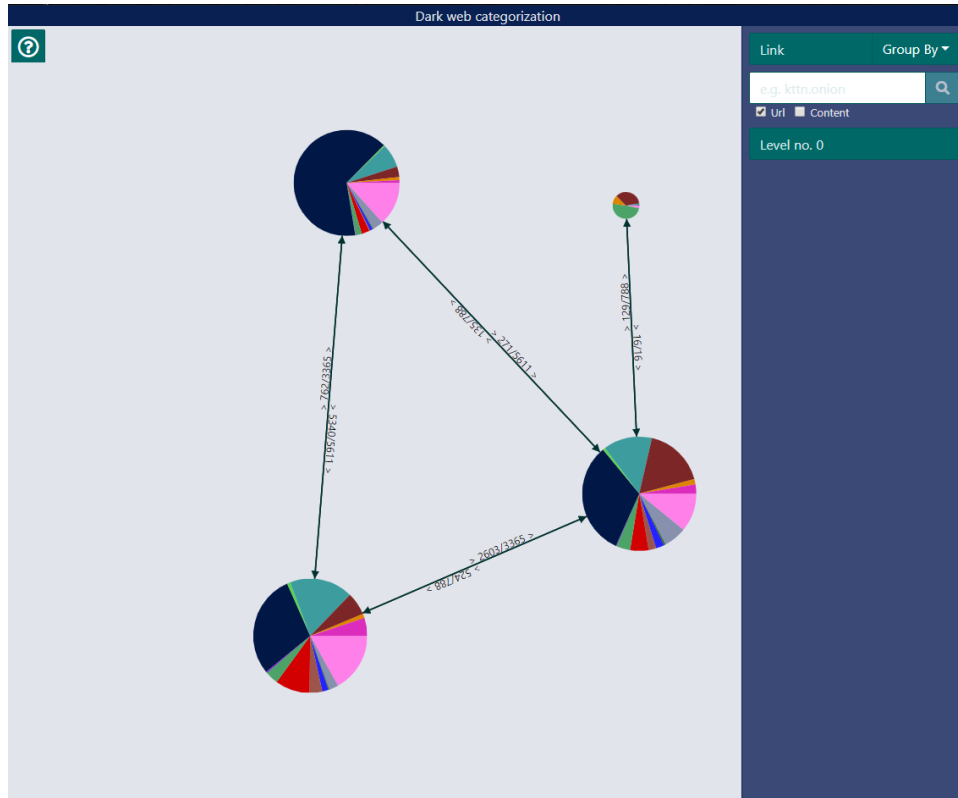 Dark web categorization
Link
Group By
e.g. kttn.onion
Url
Content
Level no. 0
> 129/788 >
> 16/16 >
< 135/788 <
< 271/5611 >
> 762/3365 >
> 5340/5611 >
> 2603/3365 >
< 524/788 <